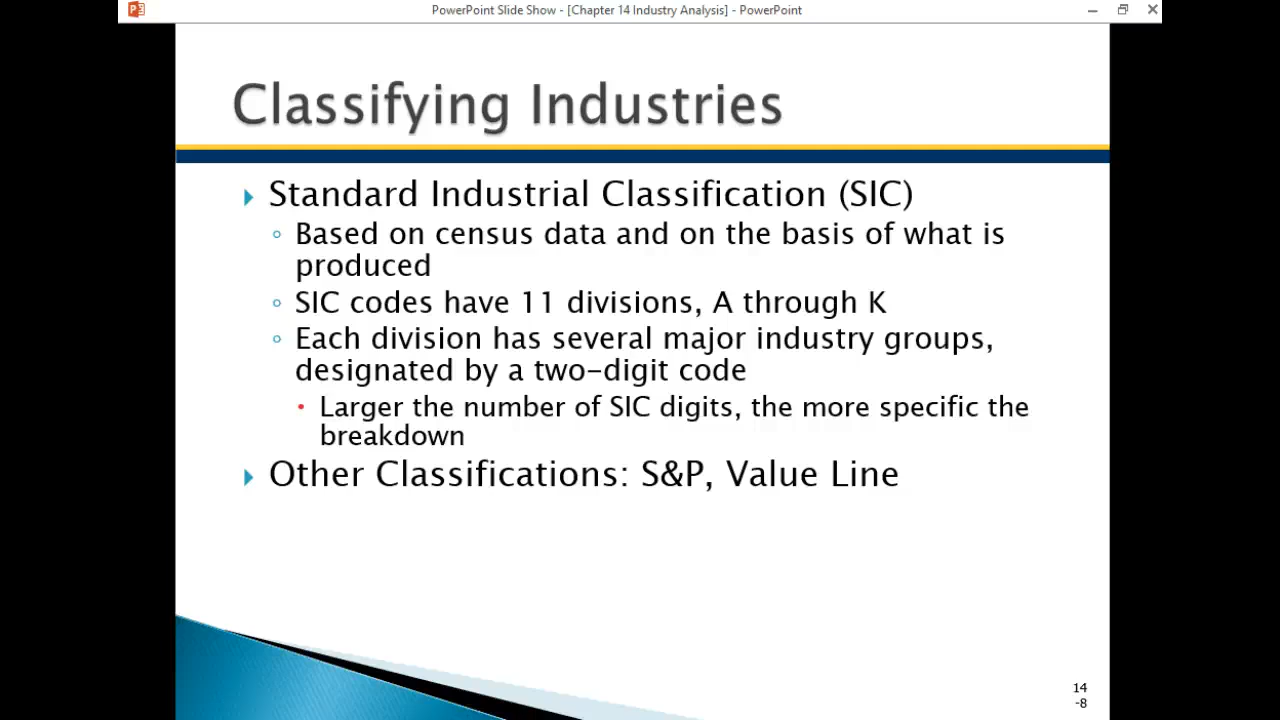 PowerPoint Slide Show - [Chapter 14 Industry Analysis] - PowerPoint
Classifying Industries
Standard Industrial Classification (SIC)
Based on census data and on the basis of what is
produced
SIC codes have 11 divisions, A through K
Each division has several major industry groups,
designated by a two-digit code
Larger the number of SIC digits, the more specific the
breakdown
Other Classifications: S&P, Value Line
14
-8